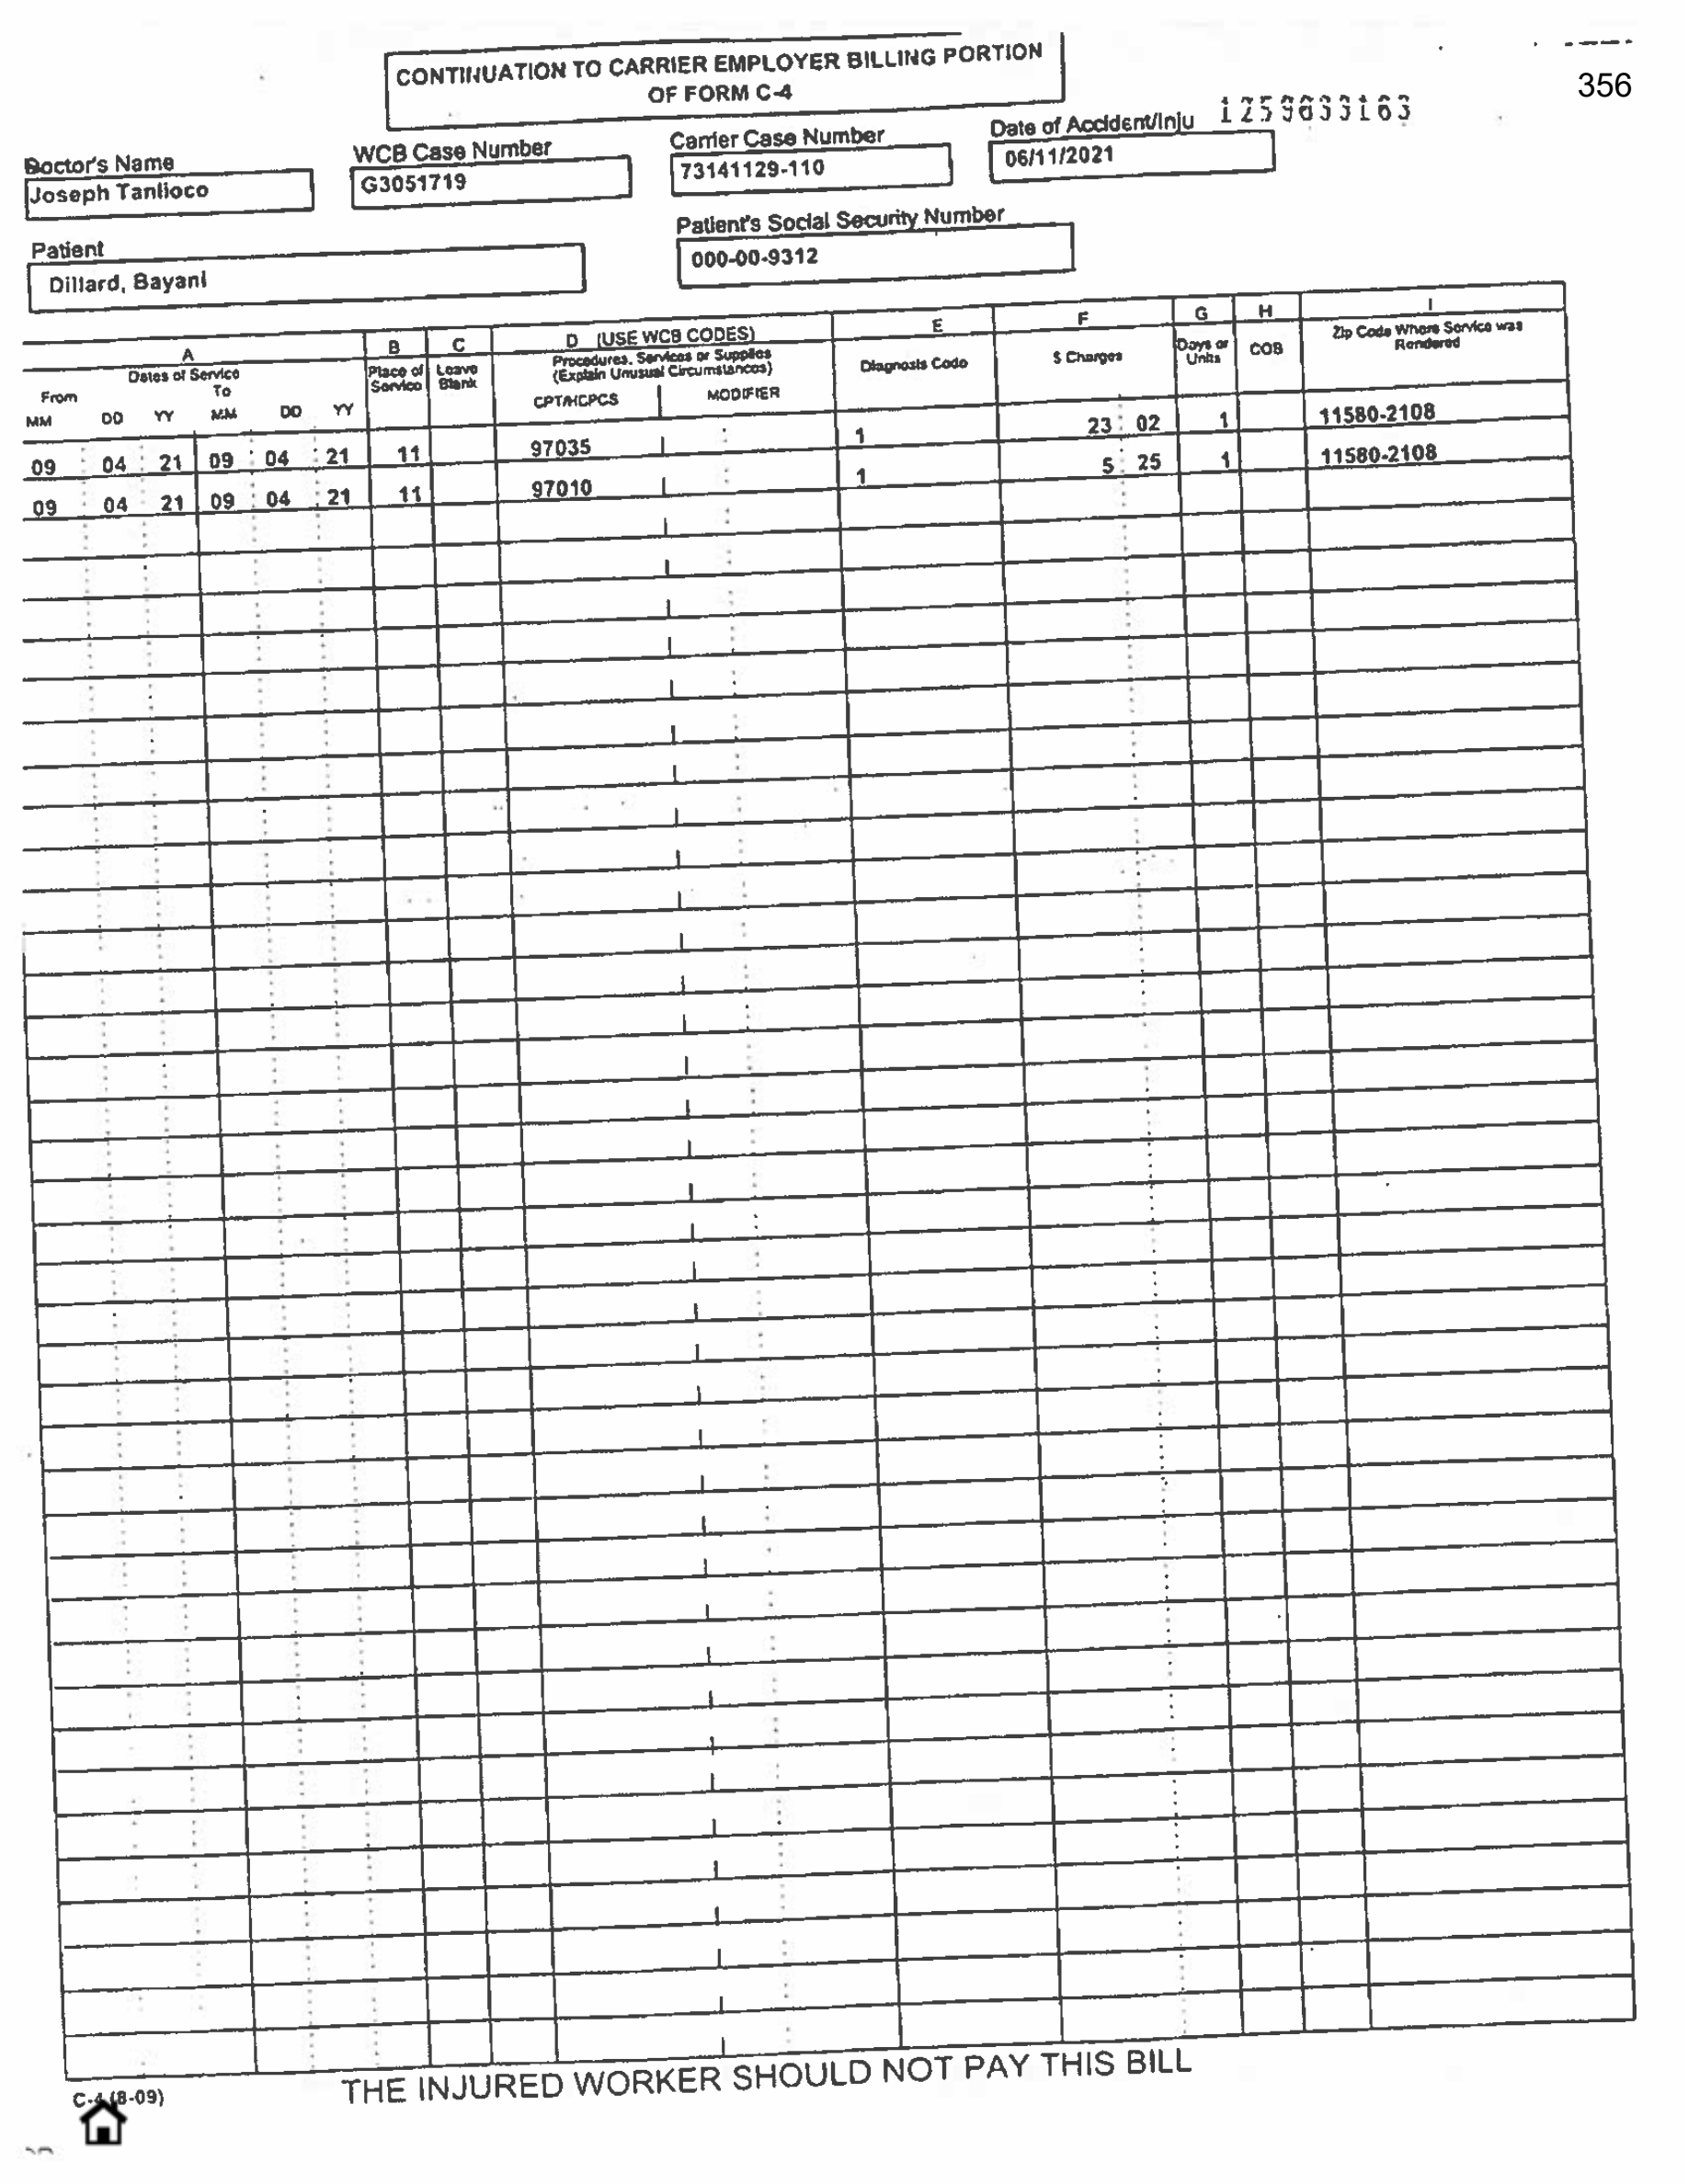 CONTINUATION TO CARRIER EMPLOYER BILLING PORTION
OF FORM C-4
356
1259633163
Doctor's Name
WCB Case Number
Carrier Case Number
Date of Accident/Inju
Joseph Tanlioco
G3051719
73141129-110
06/11/2021
Patient
Patient's Social Security Number
Dillard, Bayani
000-00-9312
A
B
C
D (USE WCB CODES)
E
F
G
H
I
Dates of Service
Place of Service
Leave Blank
Procedures, Services or Supplies
(Explain Unusual Circumstances)
Diagnosis Code
$ Charges
Days or Units
COB
Zip Code Where Service was Rendered
From
To
CPT/HCPCS
MODIFIER
MM DD YY MM DD YY
09 04 21 09 04 21 11 97035 1 23 02 1 11580-2108
09 04 21 09 04 21 11 97010 1 5 25 1 11580-2108
C-4 (8-09)
THE INJURED WORKER SHOULD NOT PAY THIS BILL